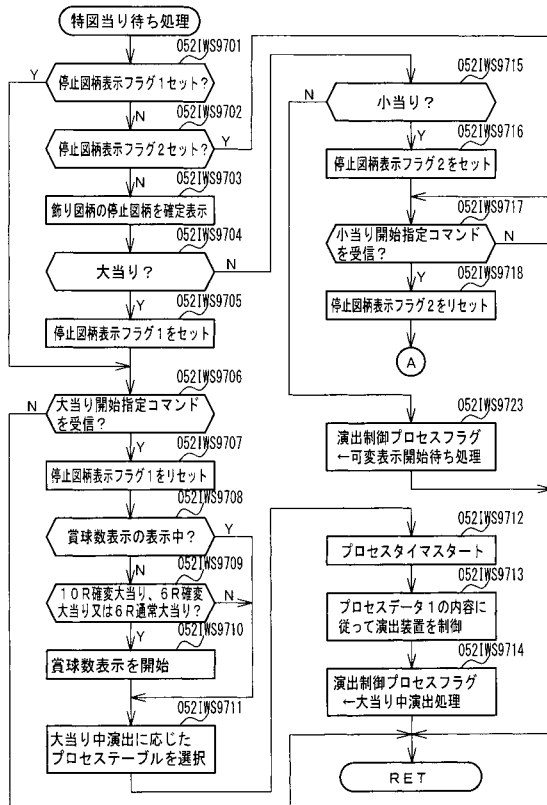 特図当り待ち処理
052IWS9701
停止図柄表示フラグ1セット?
Y
N
052IWS9702
停止図柄表示フラグ2セット?
Y
N
052IWS9703
飾り図柄の停止図柄を確定表示
052IWS9704
大当り?
N
Y
052IWS9705
停止図柄表示フラグ1をセット
052IWS9706
大当り開始指定コマンド
を受信?
N
Y
052IWS9707
停止図柄表示フラグ1をリセット
052IWS9708
賞球数表示の表示中?
Y
N
052IWS9709
10R確変大当り、6R確変
大当り又は6R通常大当り?
N
Y
052IWS9710
賞球数表示を開始
052IWS9711
大当り中演出に応じた
プロセステーブルを選択
052IWS9715
小当り?
N
Y
052IWS9716
停止図柄表示フラグ2をセット
052IWS9717
小当り開始指定コマンド
を受信?
N
Y
052IWS9718
停止図柄表示フラグ2をリセット
A
052IWS9723
演出制御プロセスフラグ
←可変表示開始待ち処理
052IWS9712
プロセスタイマスタート
052IWS9713
プロセスデータ1の内容に
従って演出装置を制御
052IWS9714
演出制御プロセスフラグ
←大当り中演出処理
RET